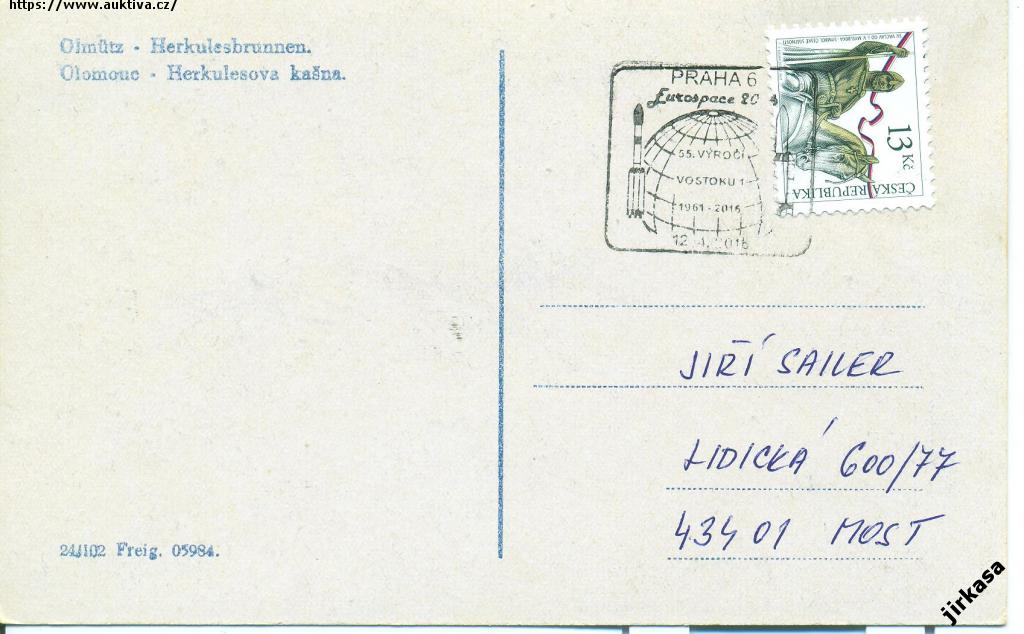 https://www.auktiva.cz/
Olmütz - Herkulesbrunnen.
Olomouc - Herkulesova kašna.
PRAHA 6
Eurospace 20
55. VÝROČÍ
VOSTOKU 1
1961 - 2016
12. 4. 2016
13 Kč
ČESKÁ REPUBLIKA
JIŘÍ SAILER
LIDICKÁ 600/77
434 01 MOST
24/102 Freig. 05984.
jirkasa